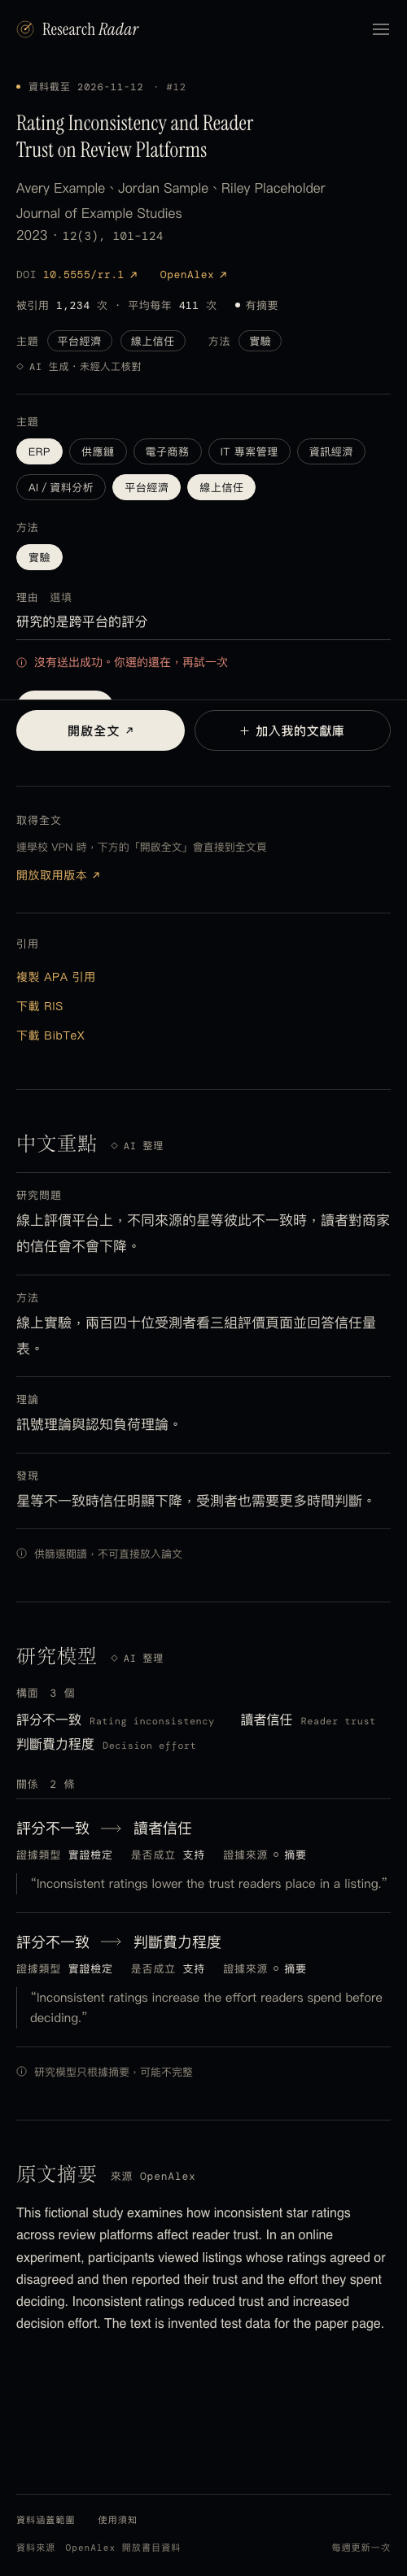 Research Radar
資料截至 2026-11-12 · #12
Rating Inconsistency and Reader
Trust on Review Platforms
Avery Example、Jordan Sample、Riley Placeholder
Journal of Example Studies
2023 · 12(3), 101–124
DOI 10.5555/rr.1 ↗ OpenAlex ↗
被引用 1,234 次 · 平均每年 411 次 有摘要
主題 平台經濟 線上信任 方法 實驗
◇ AI 生成·未經人工核對
主題
ERP 供應鏈 電子商務 IT 專案管理 資訊經濟
AI / 資料分析 平台經濟 線上信任
方法
實驗
理由 選填
研究的是跨平台的評分
沒有送出成功。你選的還在，再試一次
開啟全文 ↗ + 加入我的文獻庫
取得全文
連學校 VPN 時，下方的「開啟全文」會直接到全文頁
開放取用版本 ↗
引用
複製 APA 引用
下載 RIS
下載 BibTeX
中文重點 ◇ AI 整理
研究問題
線上評價平台上，不同來源的星等彼此不一致時，讀者對商家
的信任會不會下降。
方法
線上實驗，兩百四十位受測者看三組評價頁面並回答信任量
表。
理論
訊號理論與認知負荷理論。
發現
星等不一致時信任明顯下降，受測者也需要更多時間判斷。
供篩選閱讀，不可直接放入論文
研究模型 ◇ AI 整理
構面 3 個
評分不一致 Rating inconsistency 讀者信任 Reader trust
判斷費力程度 Decision effort
關係 2 條
評分不一致 → 讀者信任
證據類型 實證檢定 是否成立 支持 證據來源 ○ 摘要
“Inconsistent ratings lower the trust readers place in a listing.”
評分不一致 → 判斷費力程度
證據類型 實證檢定 是否成立 支持 證據來源 ○ 摘要
“Inconsistent ratings increase the effort readers spend before
deciding.”
研究模型只根據摘要，可能不完整
原文摘要 來源 OpenAlex
This fictional study examines how inconsistent star ratings
across review platforms affect reader trust. In an online
experiment, participants viewed listings whose ratings agreed or
disagreed and then reported their trust and the effort they spent
deciding. Inconsistent ratings reduced trust and increased
decision effort. The text is invented test data for the paper page.
資料涵蓋範圍 使用須知
資料來源 OpenAlex 開放書目資料 每週更新一次